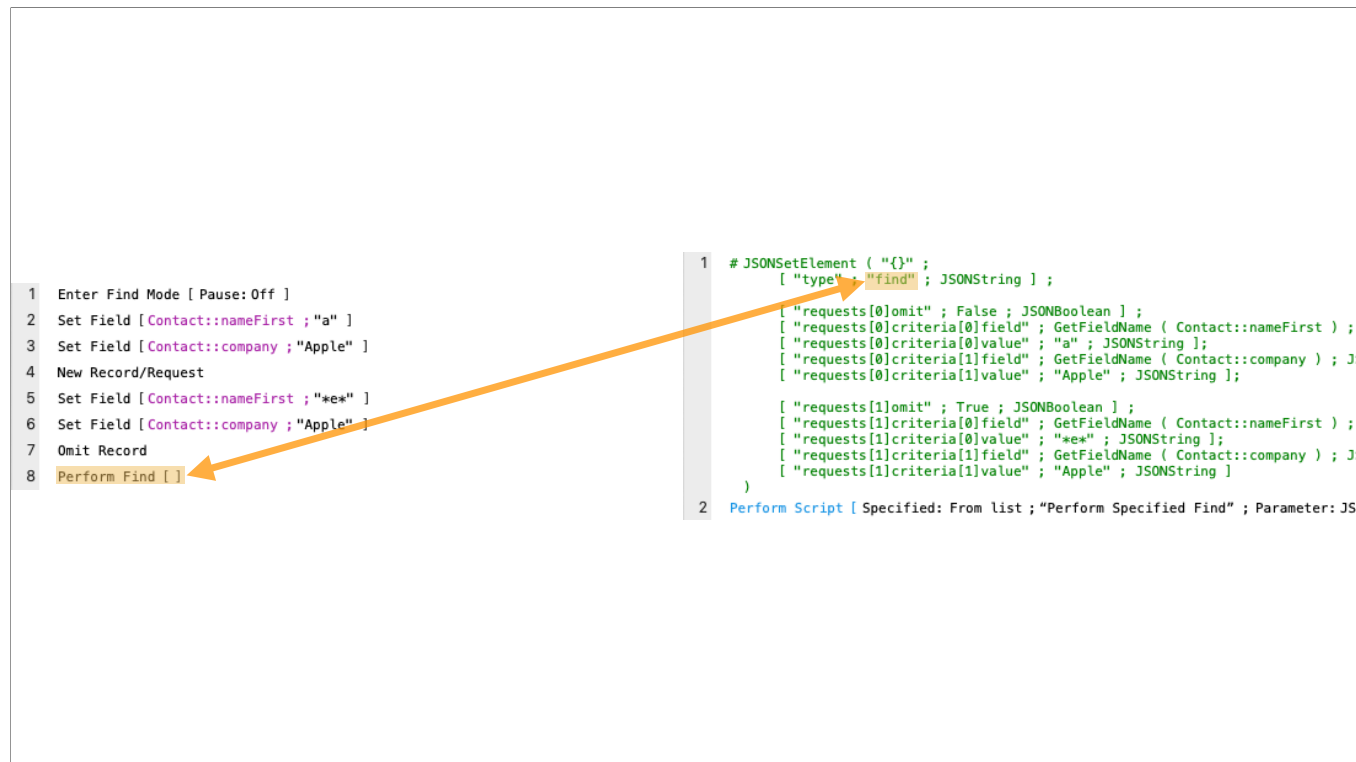 1 Enter Find Mode [ Pause: Off ]
2 Set Field [ Contact::nameFirst ; "a" ]
3 Set Field [ Contact::company ; "Apple" ]
4 New Record/Request
5 Set Field [ Contact::nameFirst ; "*e*" ]
6 Set Field [ Contact::company ; "Apple" ]
7 Omit Record
8 Perform Find [ ]
1 # JSONSetElement ( "{}" ;
[ "type" ; "find" ; JSONString ] ;
[ "requests[0]omit" ; False ; JSONBoolean ] ;
[ "requests[0]criteria[0]field" ; GetFieldName ( Contact::nameFirst ) ;
[ "requests[0]criteria[0]value" ; "a" ; JSONString ];
[ "requests[0]criteria[1]field" ; GetFieldName ( Contact::company ) ; J
[ "requests[0]criteria[1]value" ; "Apple" ; JSONString ];
[ "requests[1]omit" ; True ; JSONBoolean ] ;
[ "requests[1]criteria[0]field" ; GetFieldName ( Contact::nameFirst ) ;
[ "requests[1]criteria[0]value" ; "*e*" ; JSONString ];
[ "requests[1]criteria[1]field" ; GetFieldName ( Contact::company ) ; J
[ "requests[1]criteria[1]value" ; "Apple" ; JSONString ]
)
2 Perform Script [ Specified: From list ; “Perform Specified Find” ; Parameter: JS